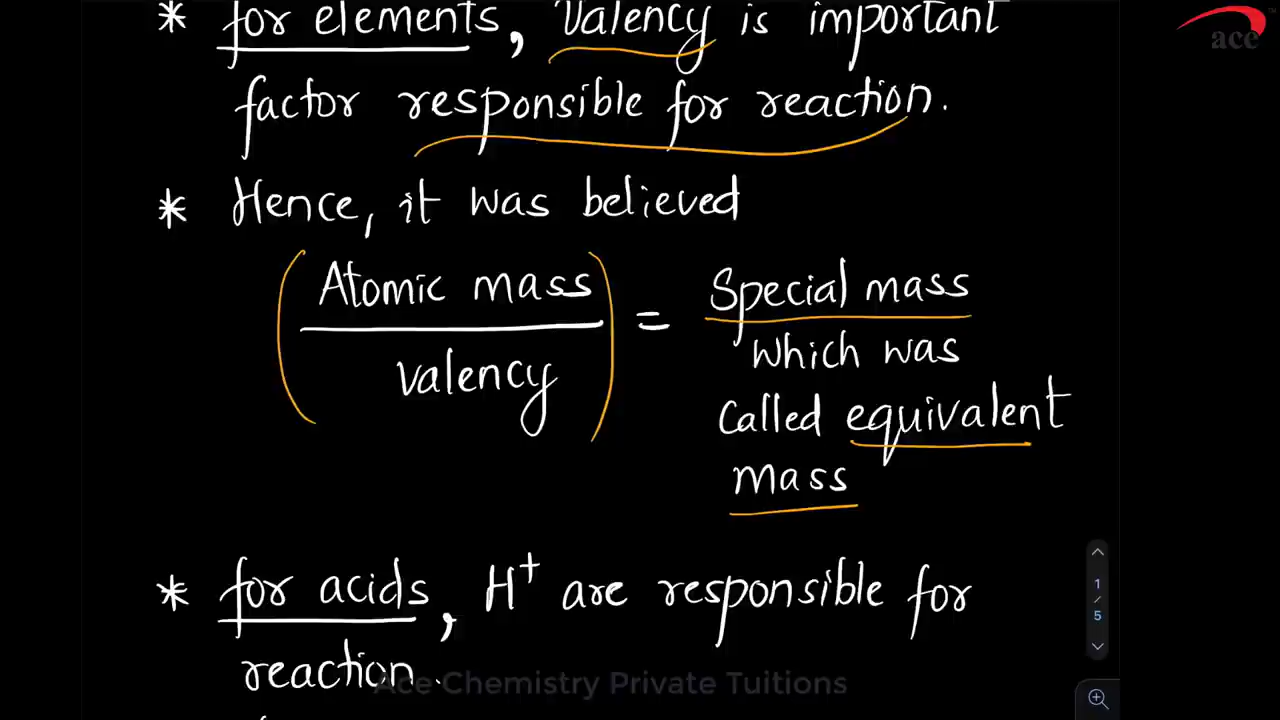 * for elements, Valency is important
factor responsible for reaction.
* Hence, it was believed
(Atomic mass
valency) = Special mass
which was
called equivalent
mass
* for acids, H⁺ are responsible for
reaction.
Ace Chemistry Private Tuitions
ace
1
/
5